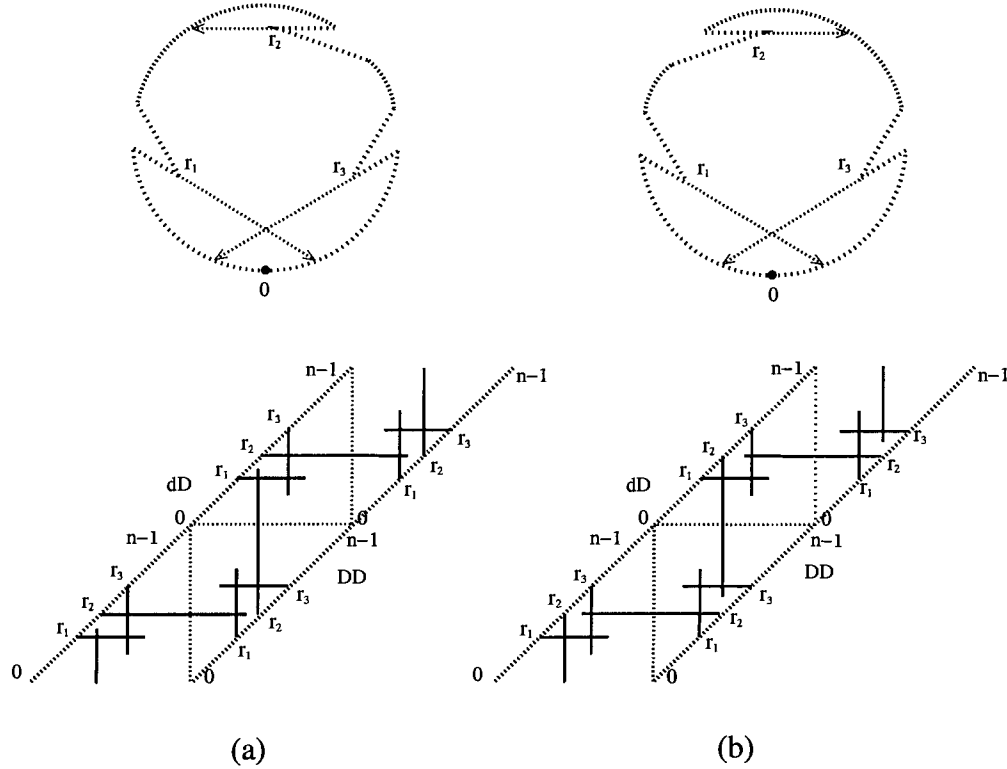 r₂ r₂
r₁ r₃ r₁ r₃
0 0
n−1 n−1 n−1 n−1
r₃ r₃ r₃ r₃
r₂ r₂ r₂ r₂
r₁ r₁ r₁ r₁
dD dD
0 0 0 0
n−1 n−1 n−1 n−1
DD DD
r₃ r₃ r₃ r₃
r₂ r₂ r₂ r₂
r₁ r₁ r₁ r₁
0 0 0 0
(a) (b)